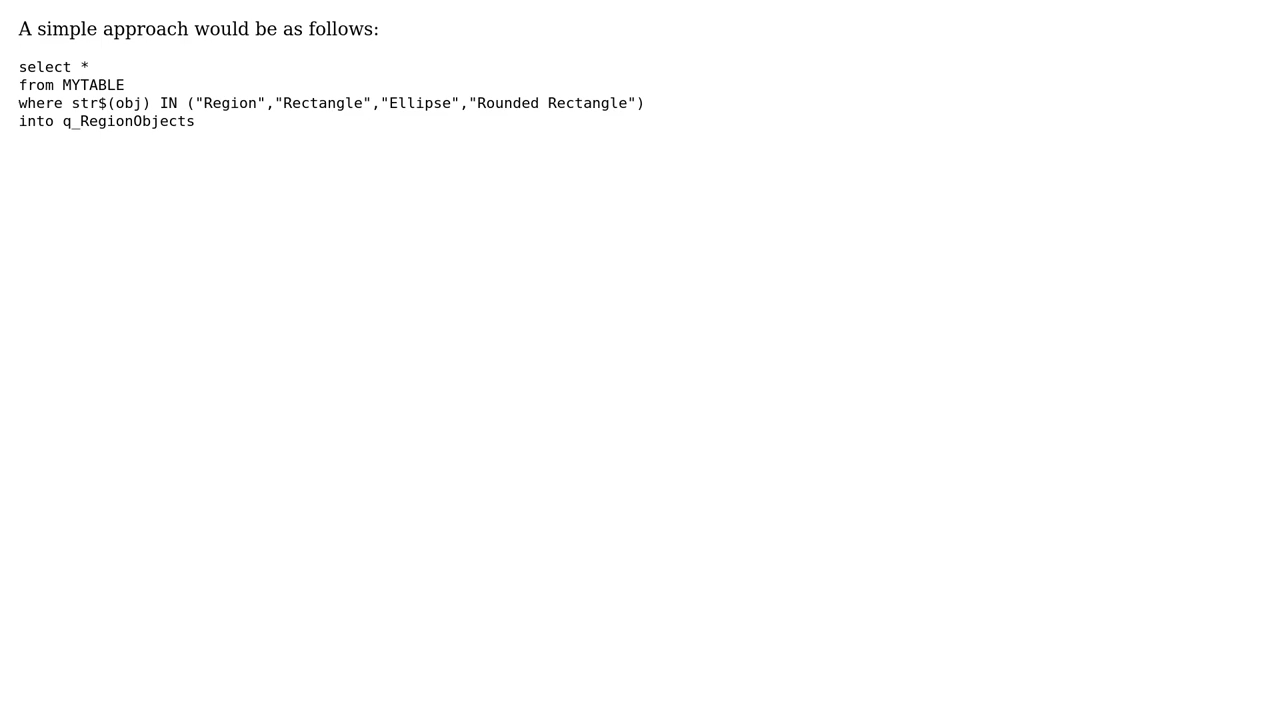 A simple approach would be as follows:
select *
from MYTABLE
where str$(obj) IN ("Region","Rectangle","Ellipse","Rounded Rectangle")
into q_RegionObjects